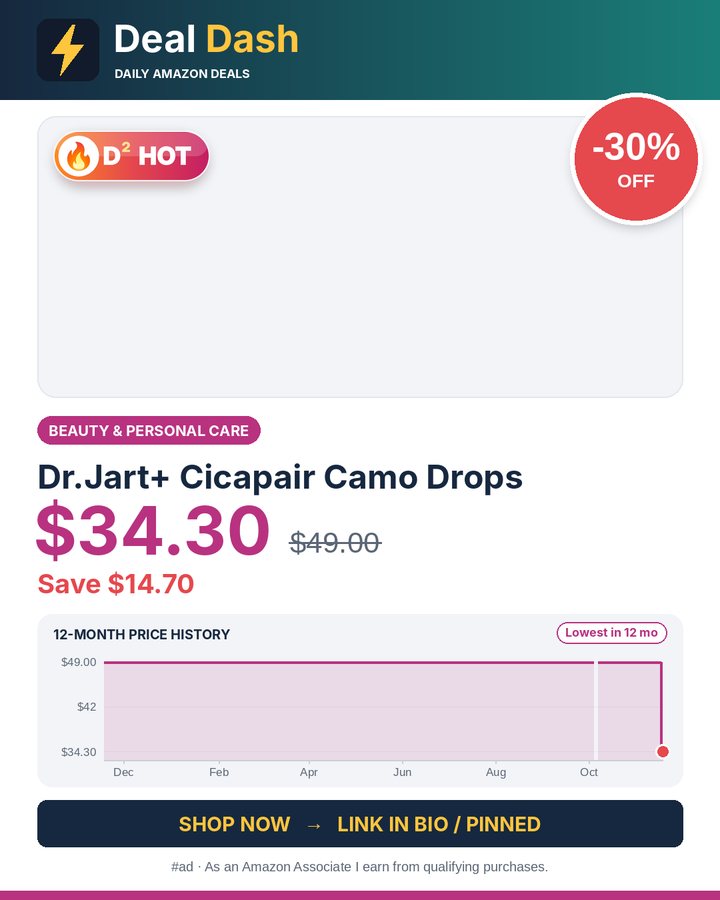 Deal Dash
DAILY AMAZON DEALS
-30%
OFF
D² HOT
BEAUTY & PERSONAL CARE
Dr.Jart+ Cicapair Camo Drops
$34.30 $49.00
Save $14.70
12-MONTH PRICE HISTORY
Lowest in 12 mo
$49.00
$42
$34.30
Dec Feb Apr Jun Aug Oct
SHOP NOW → LINK IN BIO / PINNED
#ad · As an Amazon Associate I earn from qualifying purchases.